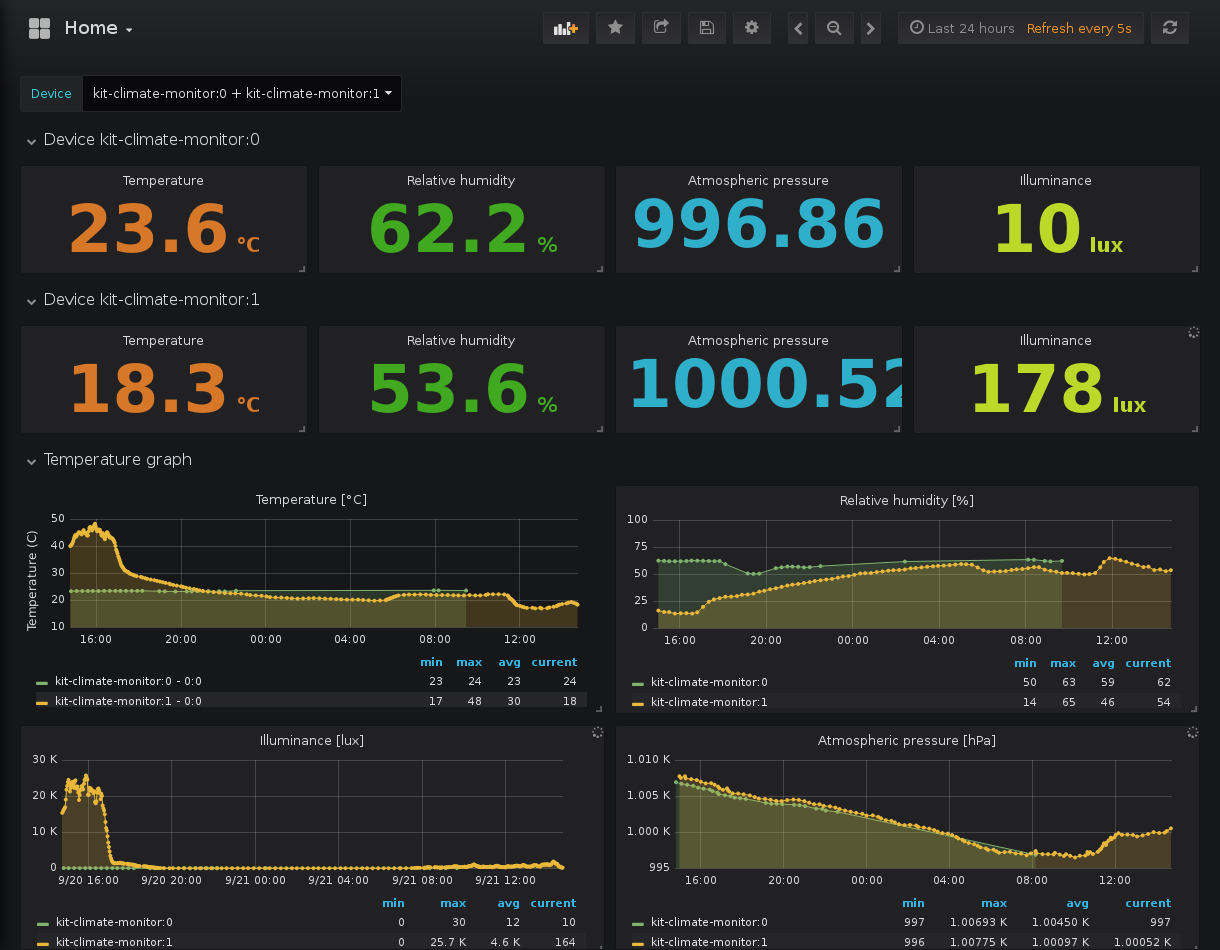 Home
Last 24 hours Refresh every 5s
Device kit-climate-monitor:0 + kit-climate-monitor:1
Device kit-climate-monitor:0
Temperature Relative humidity Atmospheric pressure Illuminance
23.6 °C 62.2 % 996.86 10 lux
Device kit-climate-monitor:1
Temperature Relative humidity Atmospheric pressure Illuminance
18.3 °C 53.6 % 1000.52 178 lux
Temperature graph
Temperature [°C]
Temperature (C)
50
40
30
20
10
16:00 20:00 00:00 04:00 08:00 12:00
min max avg current
kit-climate-monitor:0 - 0:0 23 24 23 24
kit-climate-monitor:1 - 0:0 17 48 30 18
Relative humidity [%]
100
75
50
25
0
16:00 20:00 00:00 04:00 08:00 12:00
min max avg current
kit-climate-monitor:0 50 63 59 62
kit-climate-monitor:1 14 65 46 54
Illuminance [lux]
30 K
20 K
10 K
0
9/20 16:00 9/20 20:00 9/21 00:00 9/21 04:00 9/21 08:00 9/21 12:00
min max avg current
kit-climate-monitor:0 0 30 12 10
kit-climate-monitor:1 0 25.7 K 4.6 K 164
Atmospheric pressure [hPa]
1.010 K
1.005 K
1.000 K
995
16:00 20:00 00:00 04:00 08:00 12:00
min max avg current
kit-climate-monitor:0 997 1.00693 K 1.00450 K 997
kit-climate-monitor:1 996 1.00775 K 1.00097 K 1.00052 K